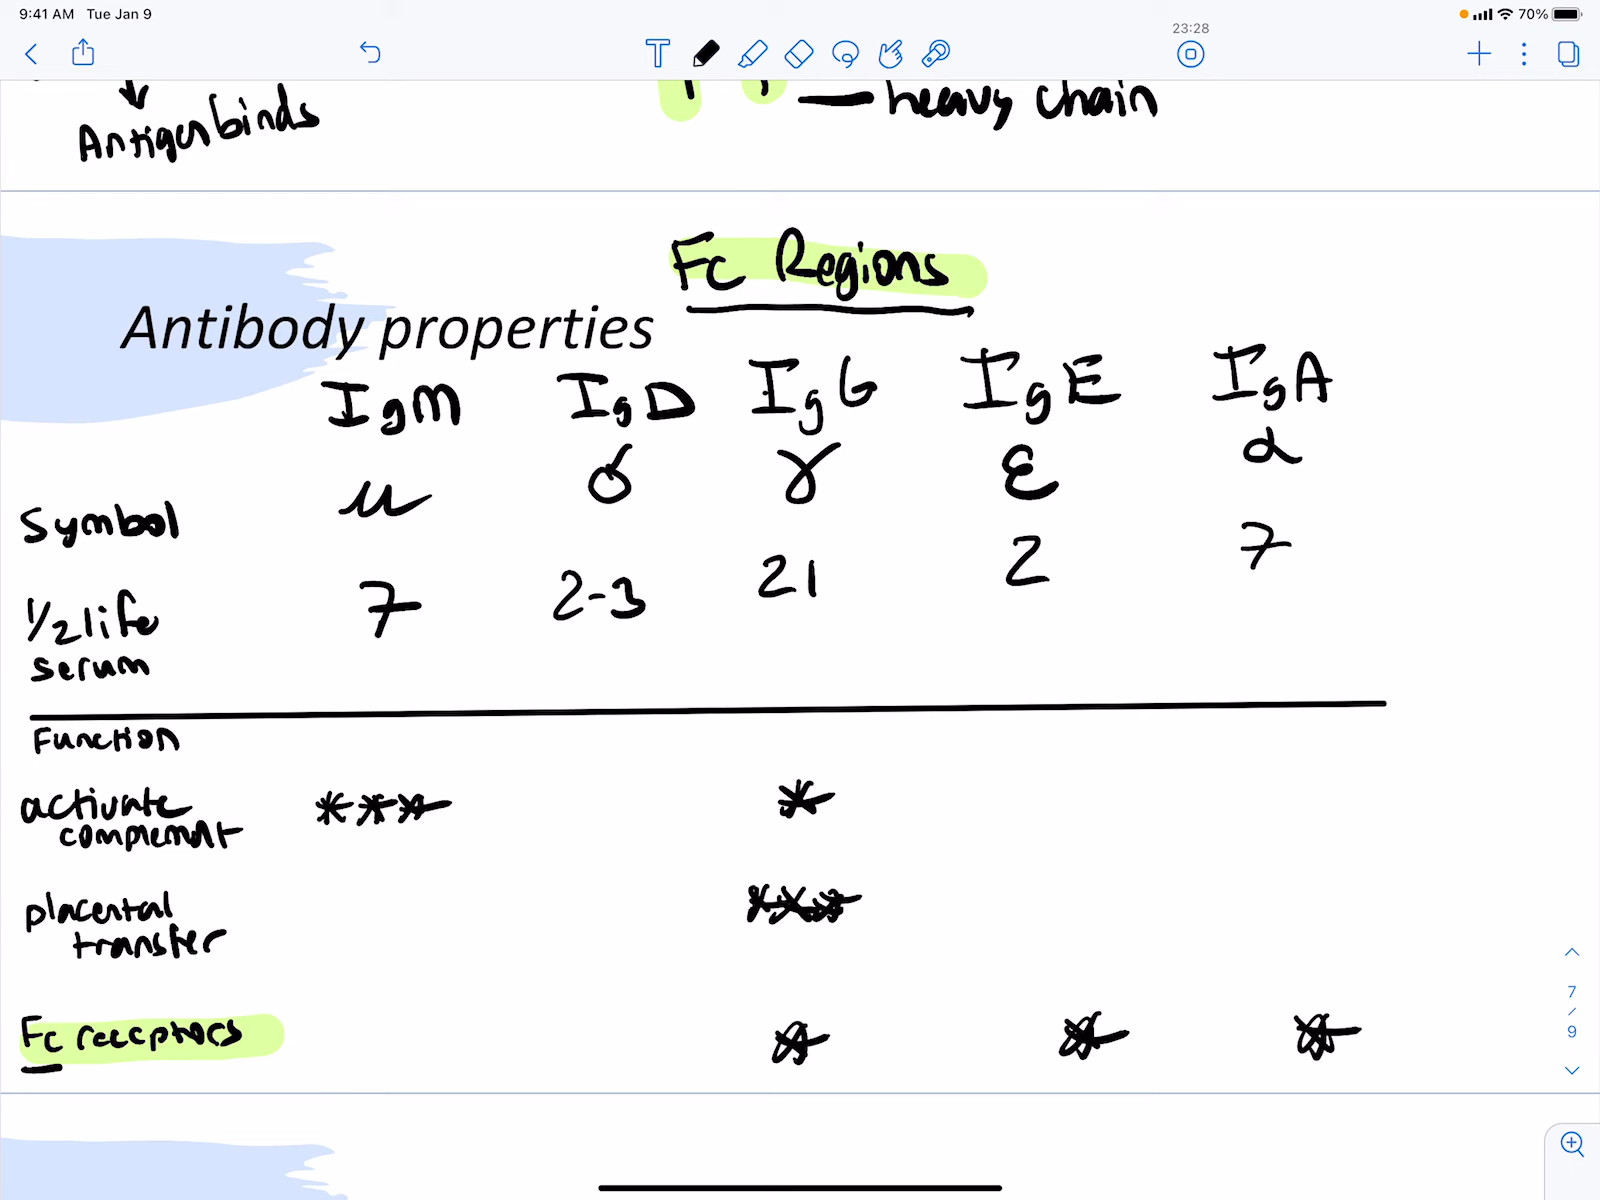 9:41 AM Tue Jan 9
70%
23:28
T
Antigen binds
heavy chain
Fc Regions
Antibody properties
IgM IgD IgG IgE IgA
Symbol μ δ γ ε α
1/2 life 7 2-3 21 2 7
serum
Function
activate *** *
complement
placental ***
transfer
Fc receptors * * *
7
/
9